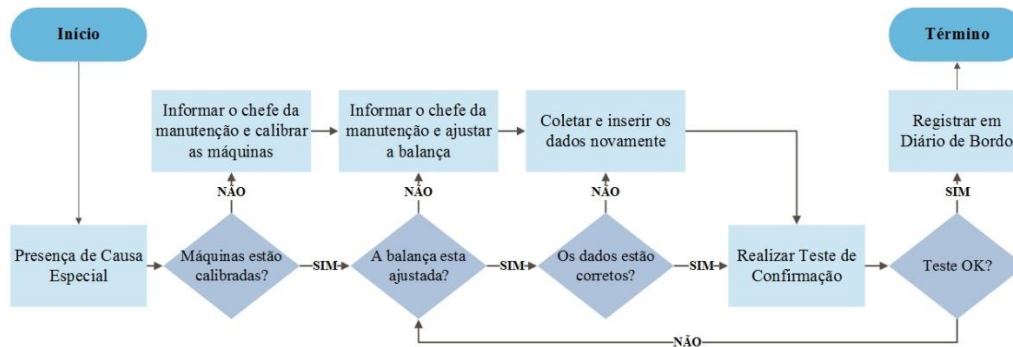 Início
Término
Informar o chefe da
manutenção e calibrar
as máquinas
Informar o chefe da
manutenção e ajustar
a balança
Coletar e inserir os
dados novamente
Registrar em
Diário de Bordo
NÃO
NÃO
NÃO
SIM
Presença de Causa
Especial
Máquinas estão
calibradas?
SIM
A balança esta
ajustada?
SIM
Os dados estão
corretos?
SIM
Realizar Teste de
Confirmação
Teste OK?
NÃO